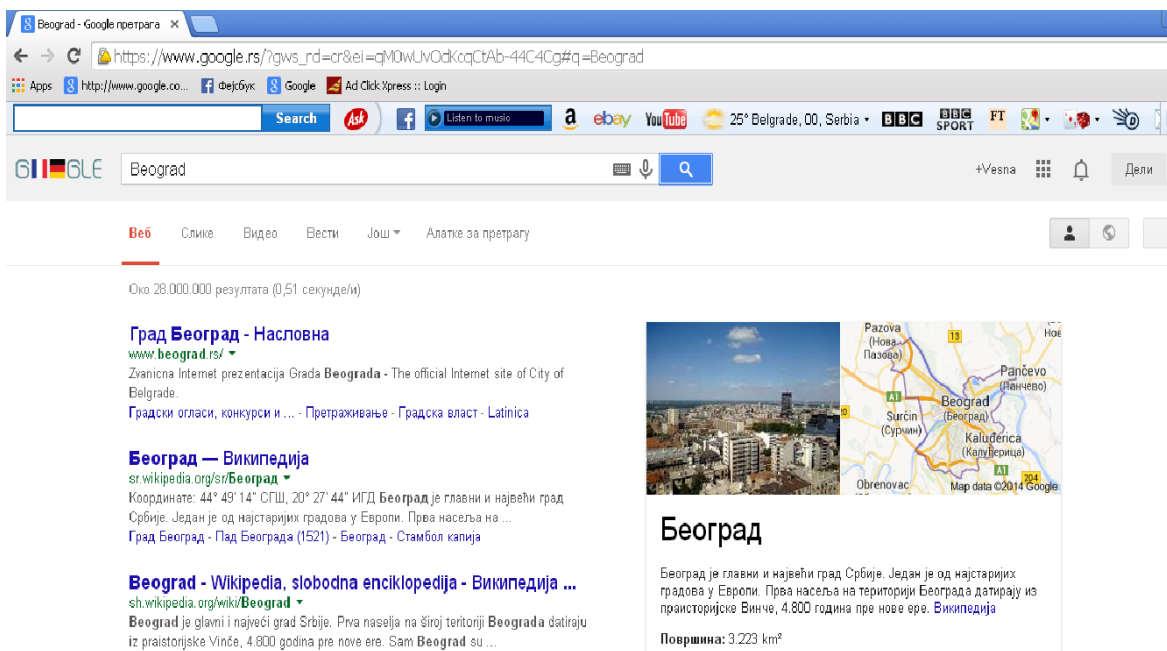 Beograd - Google претрага
https://www.google.rs/?gws_rd=cr&ei=qM0wUvOdKcqCtAb-44C4Cg#q=Beograd
Apps http://www.google.co... Фејсбук Google Ad Click Xpress :: Login
Search Ask Listen to music a ebay YouTube 25° Belgrade, 00, Serbia BBC BBC SPORT FT
Beograd
+Vesna Дели
Веб Слике Видео Вести Још Алатке за претрагу
Око 28.000.000 резултата (0,51 секунде/и)
Град Београд - Насловна
www.beograd.rs/
Zvanicna Internet prezentacija Grada Beograda - The official Internet site of City of
Belgrade.
Градски огласи, конкурси и ... - Претраживање - Градска власт - Latinica
Београд — Википедија
sr.wikipedia.org/sr/Београд
Координате: 44° 49′ 14″ СГШ, 20° 27′ 44″ ИГД Београд је главни и највећи град
Србије. Један је од најстаријих градова у Европи. Прва насеља на ...
Град Београд - Пад Београда (1521) - Београд - Стамбол капија
Beograd - Wikipedia, slobodna enciklopedija - Википедија ...
sh.wikipedia.org/wiki/Beograd
Beograd je glavni i najveći grad Srbije. Prva naselja na široj teritoriji Beograda datiraju
iz praistorijske Vinče, 4.800 godina pre nove ere. Sam Beograd su ...
Pazova
(Нова
Пазова)
13
Нов
Pančevo
(Панчево)
A1
Beograd
(Београд)
Surčin
(Сурчин)
Kaluđerica
(Калуђерица)
A1
204
Obrenovac
Map data ©2014 Google
Београд
Београд је главни и највећи град Србије. Један је од најстаријих
градова у Европи. Прва насеља на територији Београда датирају из
праисторијске Винче, 4.800 година пре нове ере. Википедија
Површина: 3.223 km²